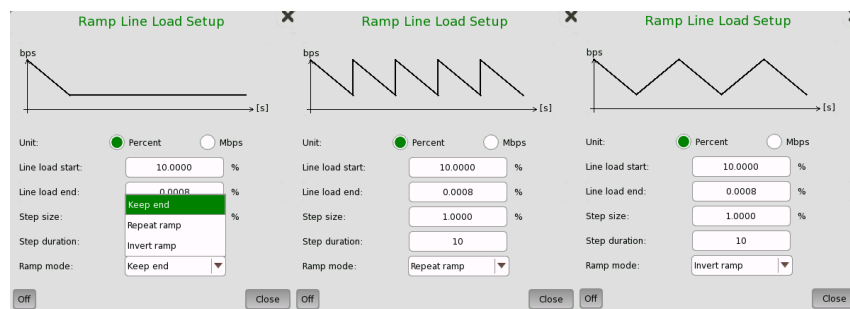 Ramp Line Load Setup
bps
[s]
Unit: Percent Mbps
Line load start: 10.0000 %
Line load end: 0.0008 %
Keep end
Step size: %
Repeat ramp
Step duration:
Invert ramp
Ramp mode: Keep end
Off Close
Ramp Line Load Setup
bps
[s]
Unit: Percent Mbps
Line load start: 10.0000 %
Line load end: 0.0008 %
Step size: 1.0000 %
Step duration: 10
Ramp mode: Repeat ramp
Off Close
Ramp Line Load Setup
bps
[s]
Unit: Percent Mbps
Line load start: 10.0000 %
Line load end: 0.0008 %
Step size: 1.0000 %
Step duration: 10
Ramp mode: Invert ramp
Off Close